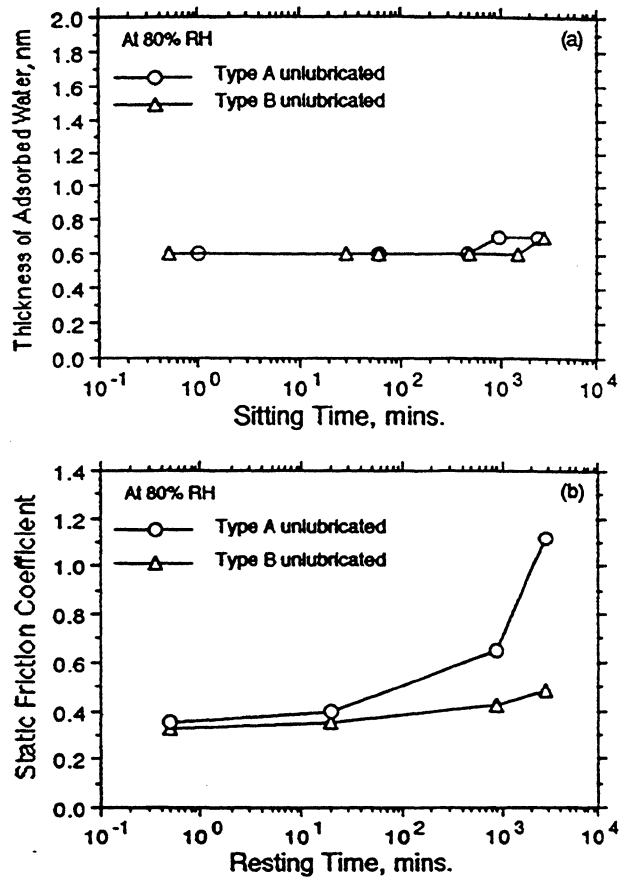 At 80% RH
(a)
Type A unlubricated
Type B unlubricated
Thickness of Adsorbed Water, nm
2.0
1.8
1.6
1.4
1.2
1.0
0.8
0.6
0.4
0.2
0.0
10-1 100 101 102 103 104
Sitting Time, mins.
At 80% RH
(b)
Type A unlubricated
Type B unlubricated
Static Friction Coefficient
1.4
1.2
1.0
0.8
0.6
0.4
0.2
0.0
10-1 100 101 102 103 104
Resting Time, mins.